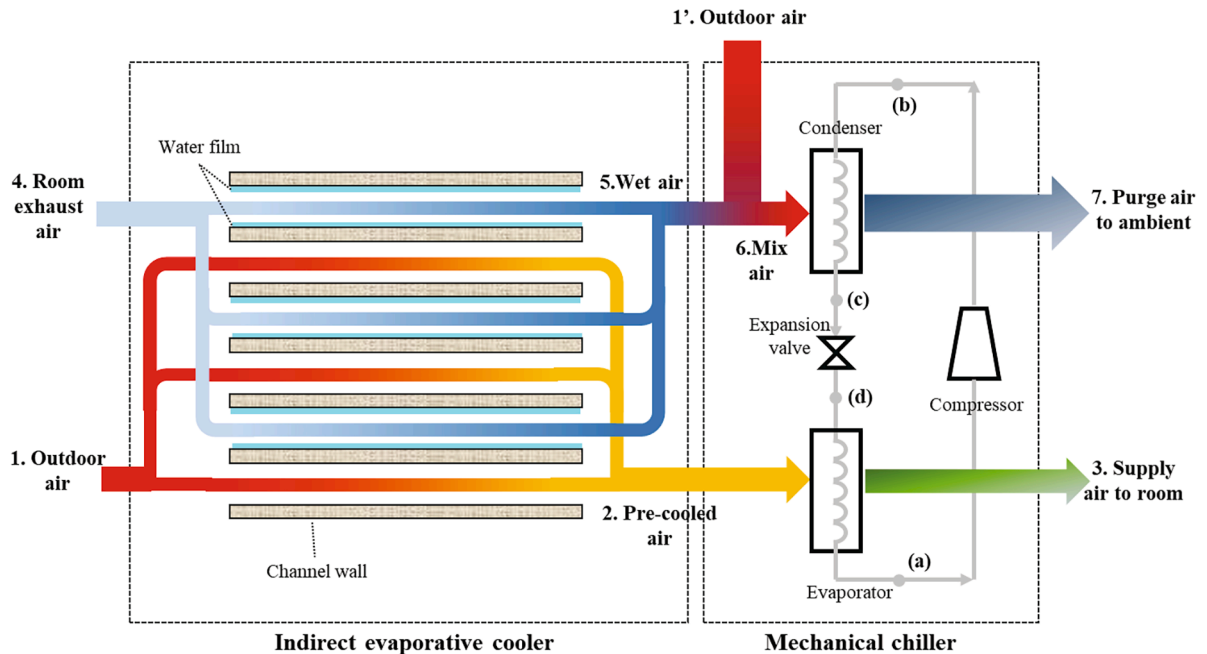 1’. Outdoor air
(b)
Condenser
Water film
4. Room
exhaust
air
5.Wet air
7. Purge air
to ambient
6.Mix
air
(c)
Expansion
valve
(d)
Compressor
1. Outdoor
air
3. Supply
air to room
2. Pre-cooled
air
(a)
Channel wall
Evaporator
Indirect evaporative cooler
Mechanical chiller